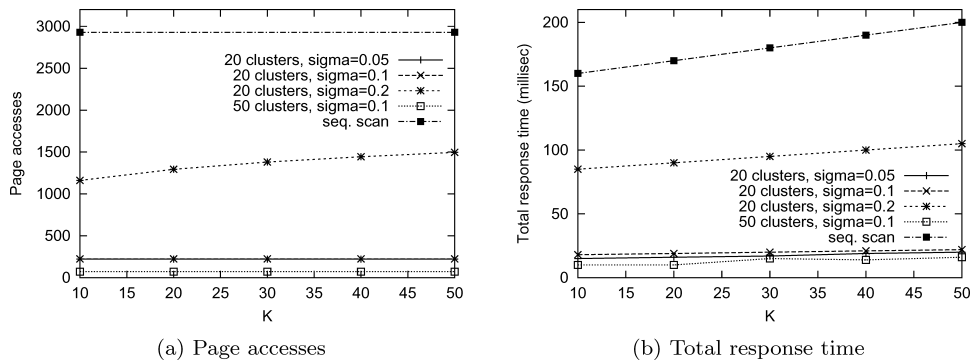 3000
2500
2000
1500
1000
500
0
Page accesses
20 clusters, sigma=0.05
20 clusters, sigma=0.1
20 clusters, sigma=0.2
50 clusters, sigma=0.1
seq. scan
10 15 20 25 30 35 40 45 50
K
(a) Page accesses
200
150
100
50
0
Total response time (millisec)
20 clusters, sigma=0.05
20 clusters, sigma=0.1
20 clusters, sigma=0.2
50 clusters, sigma=0.1
seq. scan
10 15 20 25 30 35 40 45 50
K
(b) Total response time